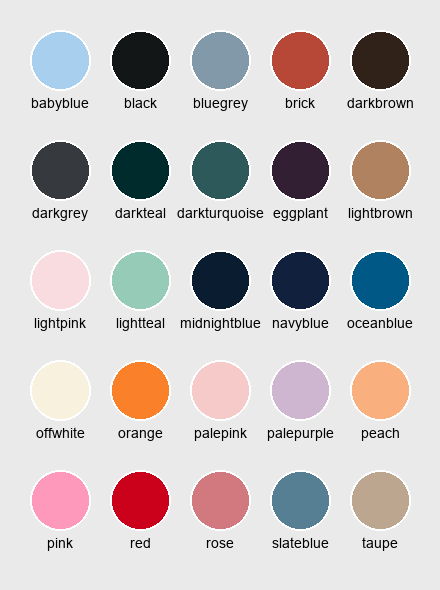 babyblue black bluegrey brick darkbrown
darkgrey darkteal darkturquoise eggplant lightbrown
lightpink lightteal midnightblue navyblue oceanblue
offwhite orange palepink palepurple peach
pink red rose slateblue taupe